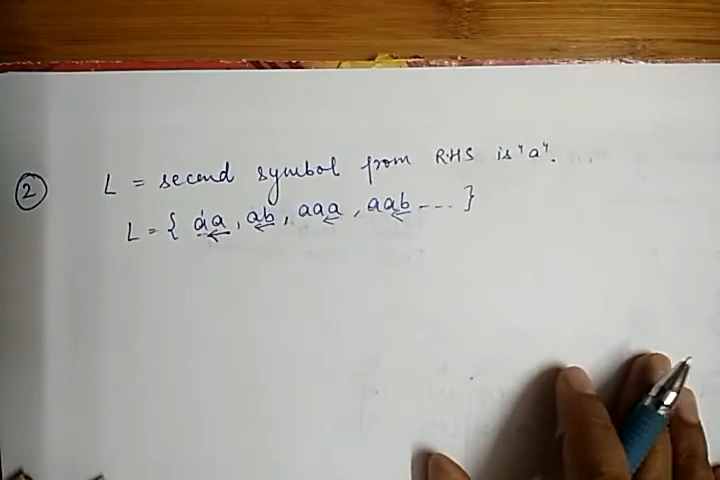 ② L = second symbol from R.H.S is "a".
L = { aa, ab, aaa, aab --- }